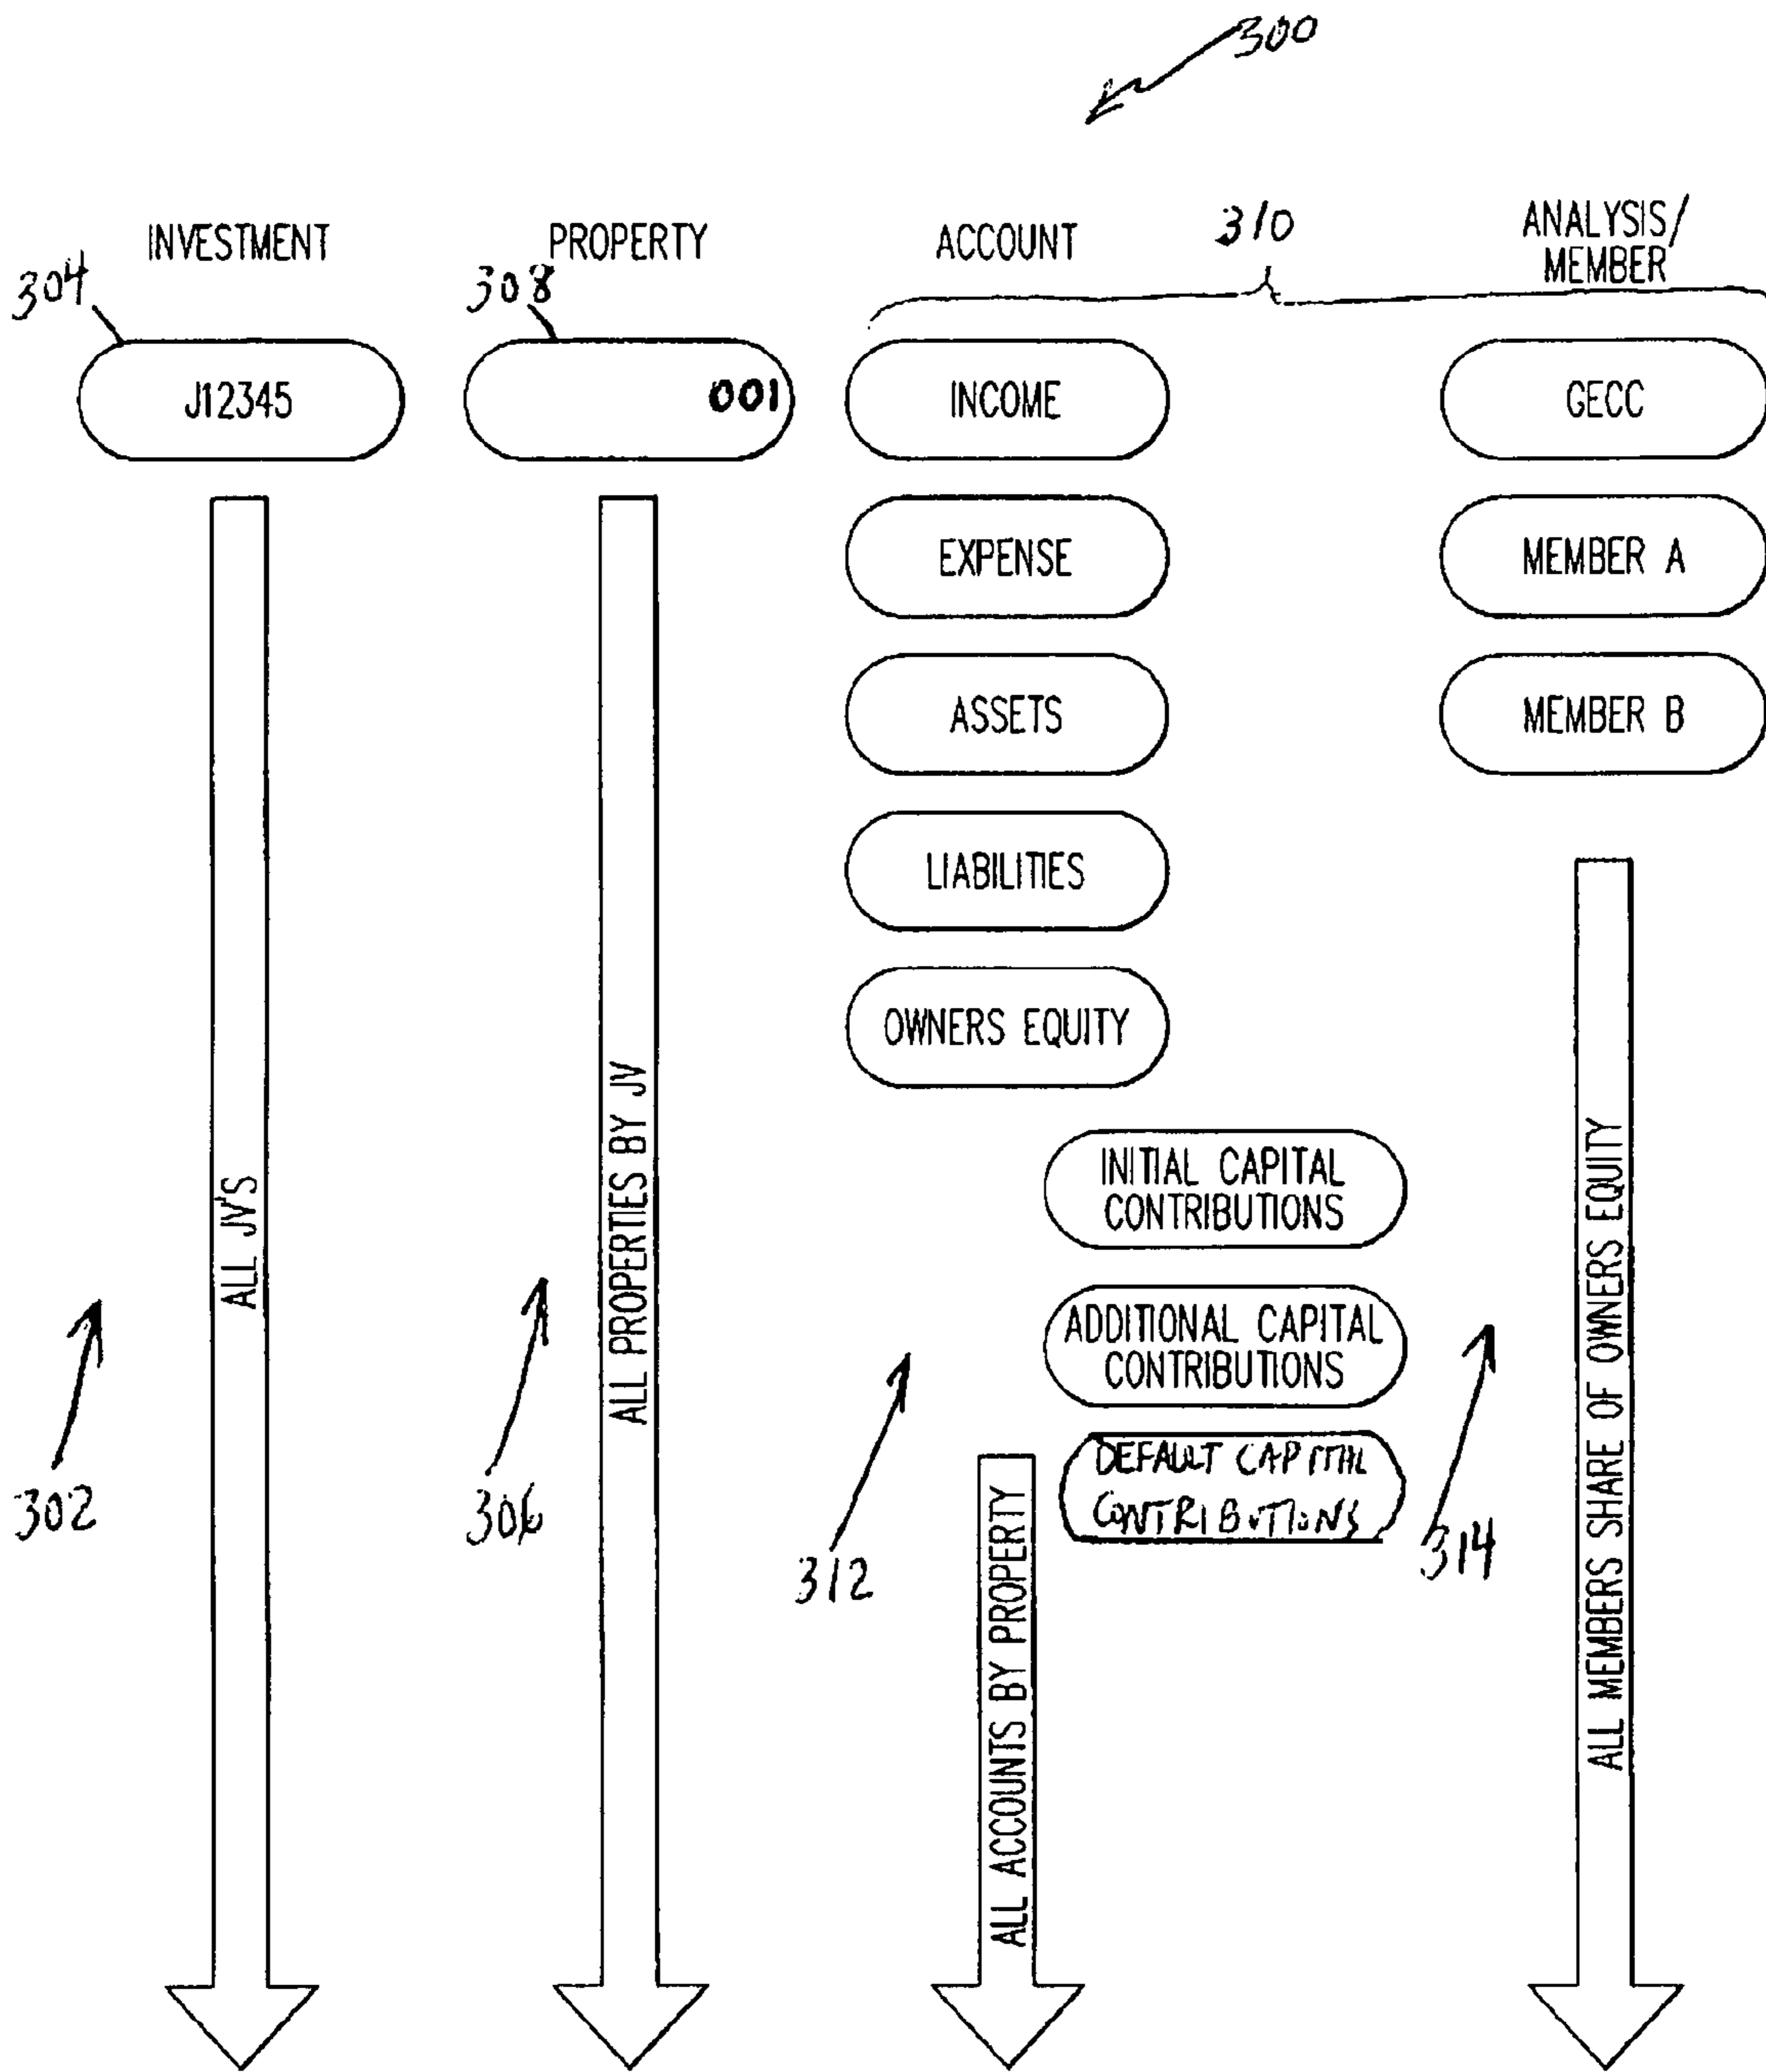 300
INVESTMENT
PROPERTY
ACCOUNT
310
ANALYSIS/
MEMBER
304
308
J12345
001
INCOME
GECC
EXPENSE
MEMBER A
ASSETS
MEMBER B
LIABILITIES
OWNERS EQUITY
INITIAL CAPITAL
CONTRIBUTIONS
ADDITIONAL CAPITAL
CONTRIBUTIONS
DEFAULT CAPITAL
CONTRIBUTIONS
ALL JV'S
ALL PROPERTIES BY JV
ALL ACCOUNTS BY PROPERTY
ALL MEMBERS SHARE OF OWNERS EQUITY
302
306
312
314